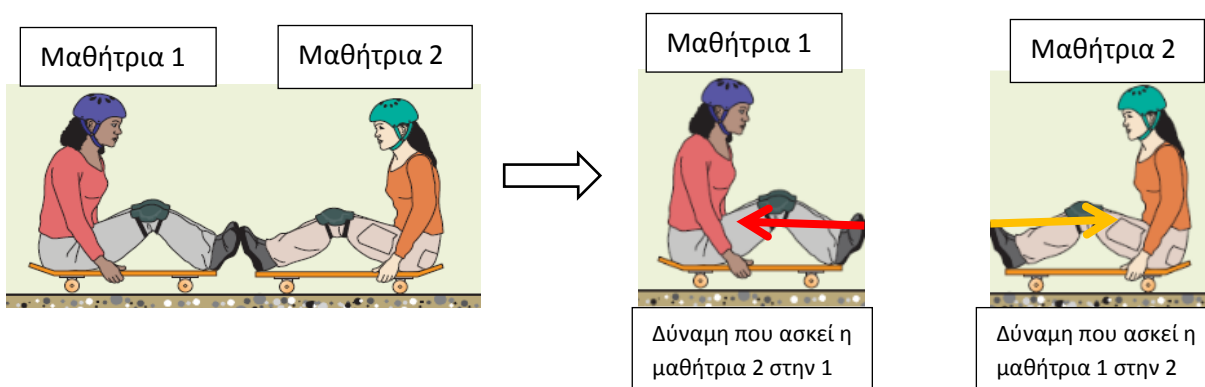 Μαθήτρια 1
Μαθήτρια 2
Μαθήτρια 1
Μαθήτρια 2
Δύναμη που ασκεί η
μαθήτρια 2 στην 1
Δύναμη που ασκεί η
μαθήτρια 1 στην 2